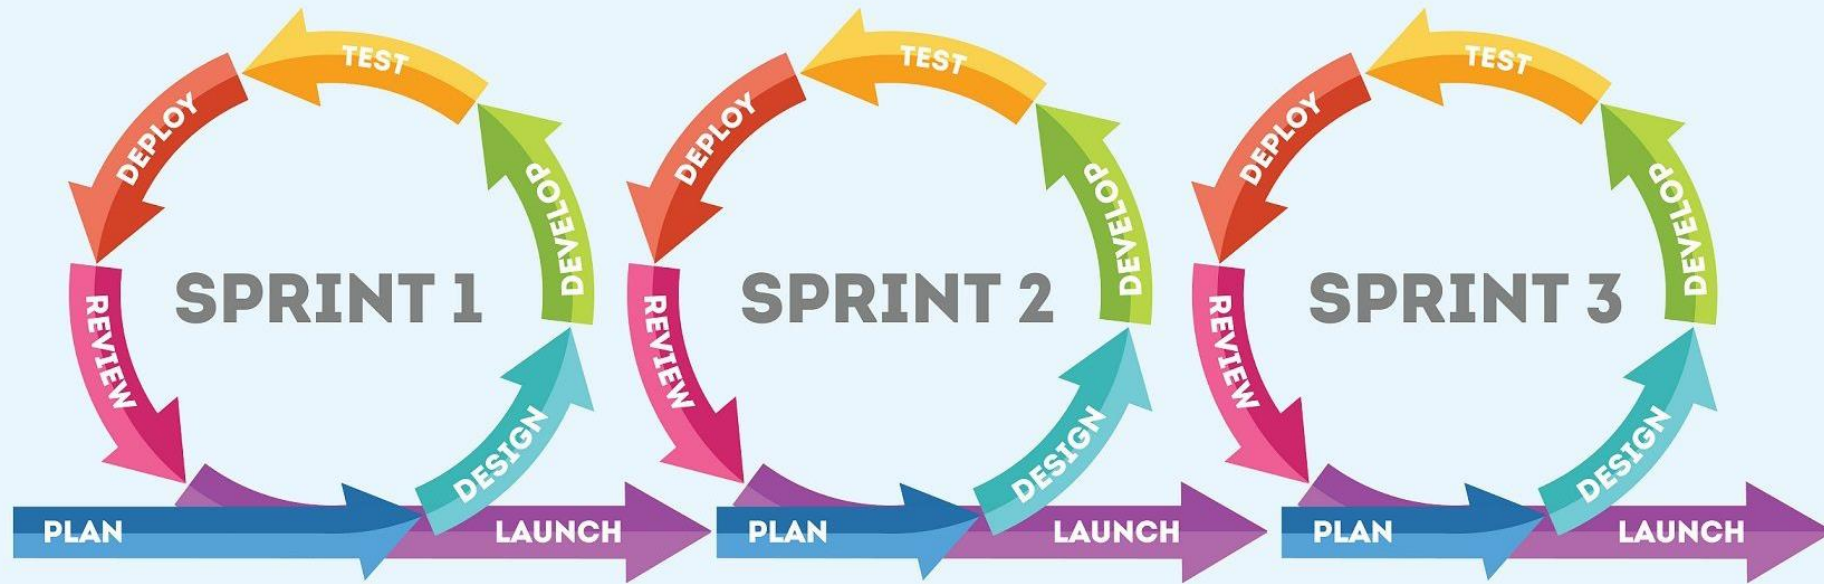 SPRINT 1
PLAN
DESIGN
DEVELOP
TEST
DEPLOY
REVIEW
LAUNCH
SPRINT 2
PLAN
DESIGN
DEVELOP
TEST
DEPLOY
REVIEW
LAUNCH
SPRINT 3
PLAN
DESIGN
DEVELOP
TEST
DEPLOY
REVIEW
LAUNCH